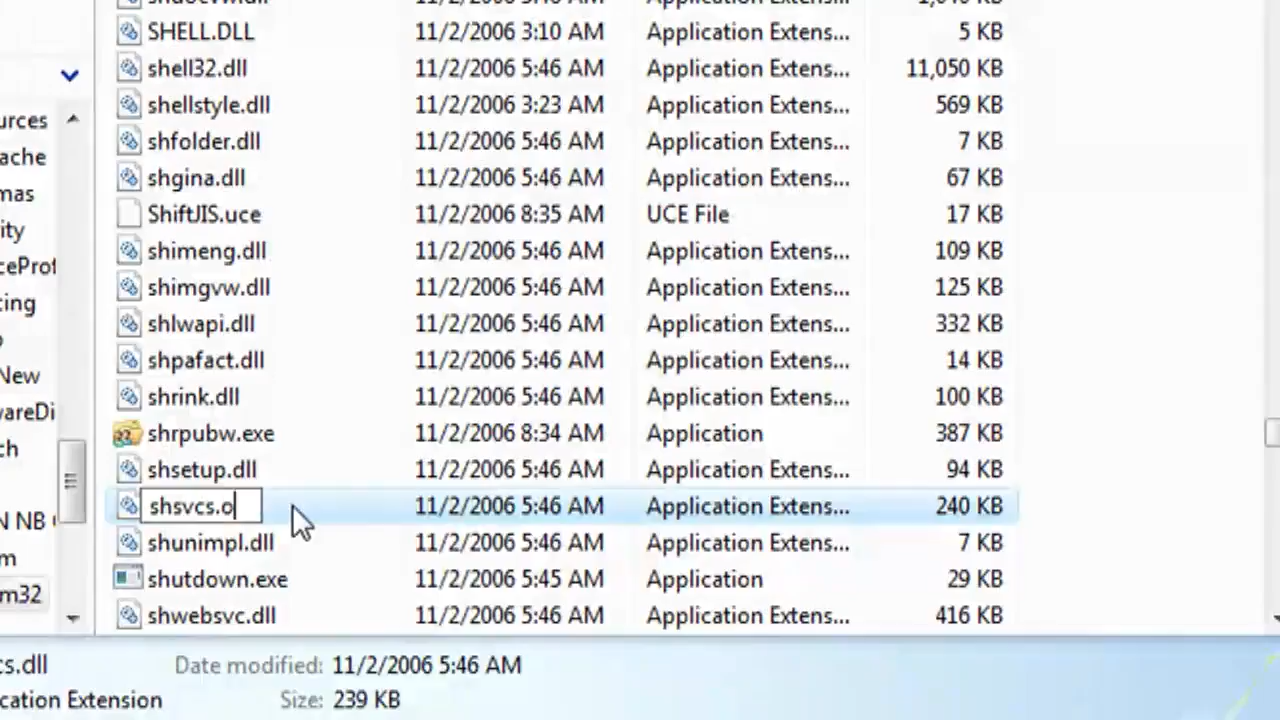 SHELL.DLL 11/2/2006 3:10 AM Application Extens... 5 KB
urces shell32.dll 11/2/2006 5:46 AM Application Extens... 11,050 KB
ache shellstyle.dll 11/2/2006 3:23 AM Application Extens... 569 KB
mas shfolder.dll 11/2/2006 5:46 AM Application Extens... 7 KB
ity shgina.dll 11/2/2006 5:46 AM Application Extens... 67 KB
ceProf ShiftJIS.uce 11/2/2006 8:35 AM UCE File 17 KB
ting shimeng.dll 11/2/2006 5:46 AM Application Extens... 109 KB
shimgvw.dll 11/2/2006 5:46 AM Application Extens... 125 KB
New shlwapi.dll 11/2/2006 5:46 AM Application Extens... 332 KB
wareDi shpafact.dll 11/2/2006 5:46 AM Application Extens... 14 KB
ch shrink.dll 11/2/2006 5:46 AM Application Extens... 100 KB
shrpubw.exe 11/2/2006 8:34 AM Application 387 KB
shsetup.dll 11/2/2006 5:46 AM Application Extens... 94 KB
N NB shsvcs.o 11/2/2006 5:46 AM Application Extens... 240 KB
m shunimpl.dll 11/2/2006 5:46 AM Application Extens... 7 KB
m32 shutdown.exe 11/2/2006 5:45 AM Application 29 KB
shwebsvc.dll 11/2/2006 5:46 AM Application Extens... 416 KB
cs.dll Date modified: 11/2/2006 5:46 AM
cation Extension Size: 239 KB